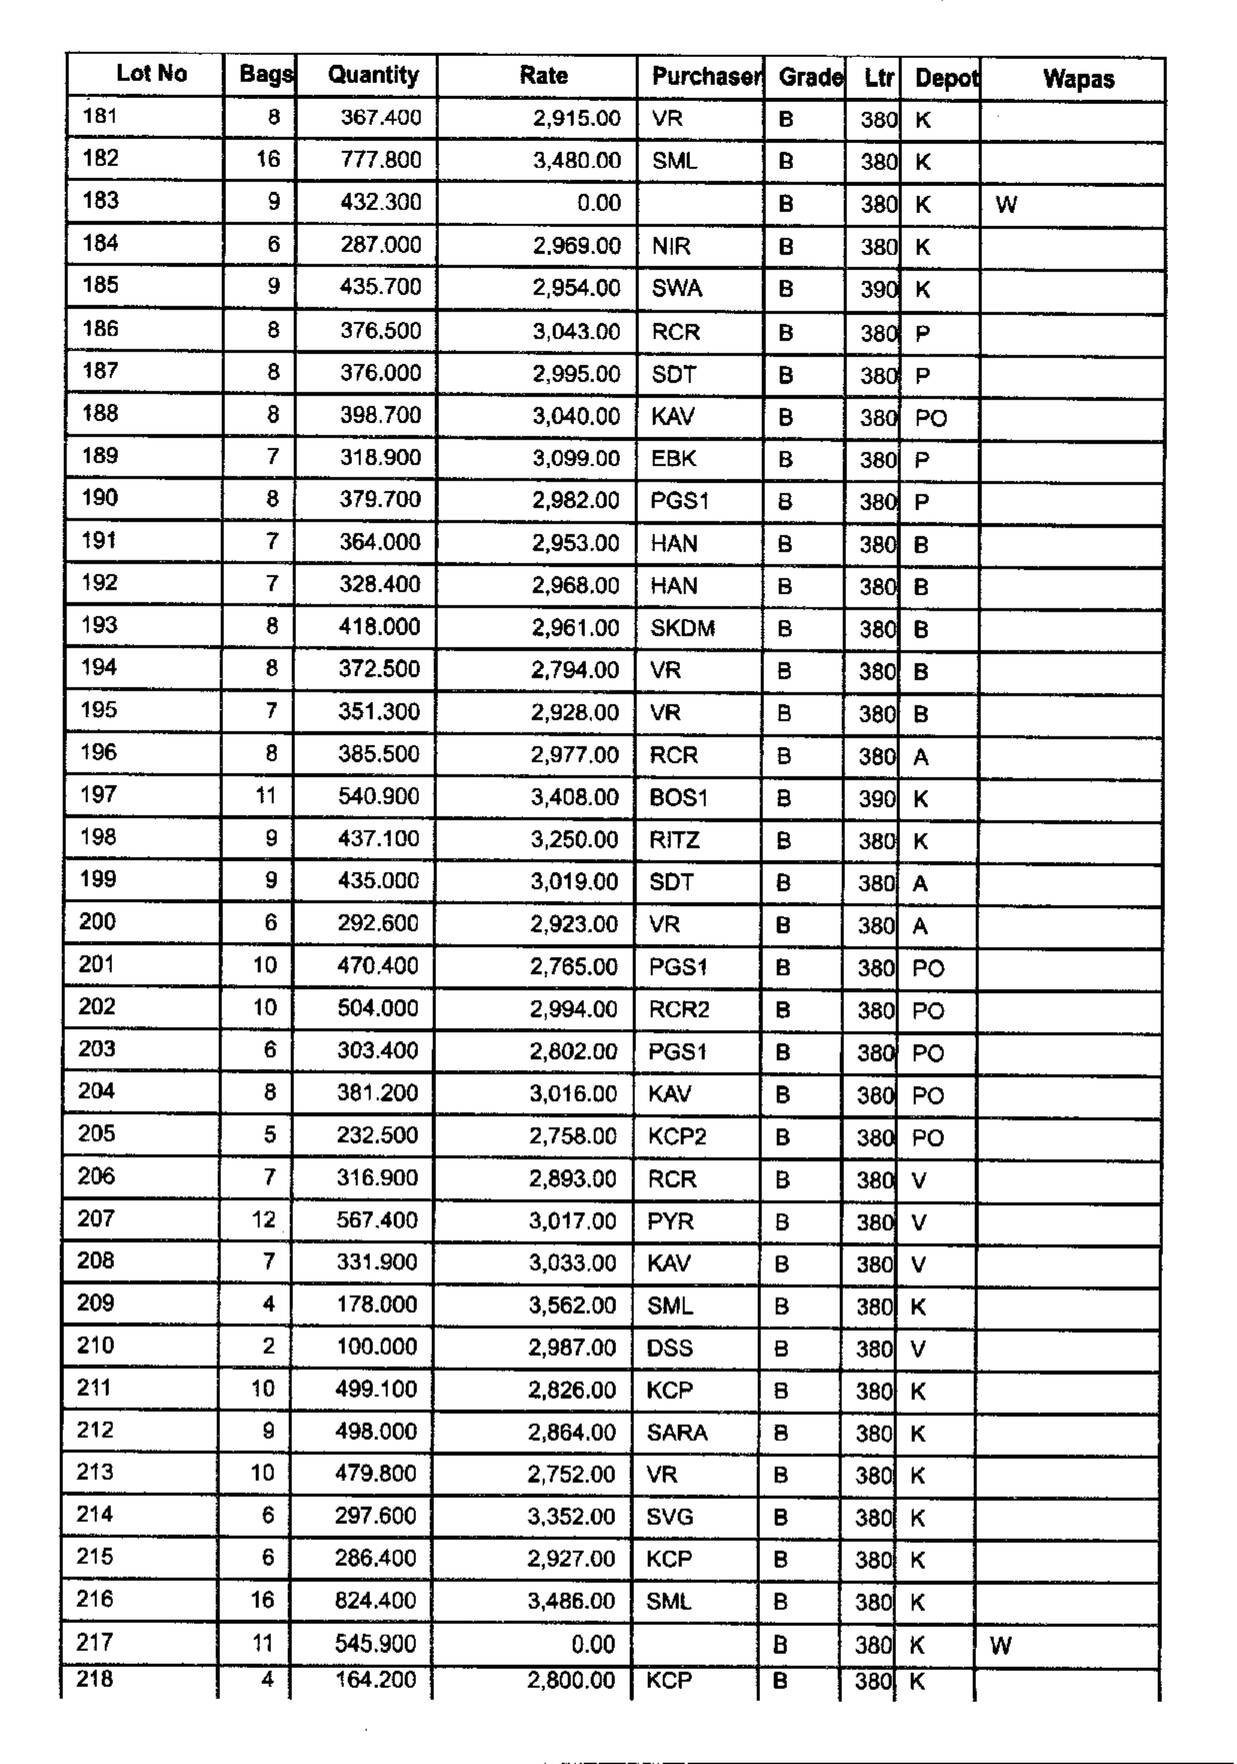 Lot No Bags Quantity Rate Purchaser Grade Ltr Depot Wapas
181 8 367.400 2,915.00 VR B 380 K
182 16 777.800 3,480.00 SML B 380 K
183 9 432.300 0.00 B 380 K W
184 6 287.000 2,969.00 NIR B 380 K
185 9 435.700 2,954.00 SWA B 390 K
186 8 376.500 3,043.00 RCR B 380 P
187 8 376.000 2,995.00 SDT B 380 P
188 8 398.700 3,040.00 KAV B 380 PO
189 7 318.900 3,099.00 EBK B 380 P
190 8 379.700 2,982.00 PGS1 B 380 P
191 7 364.000 2,953.00 HAN B 380 B
192 7 328.400 2,968.00 HAN B 380 B
193 8 418.000 2,961.00 SKDM B 380 B
194 8 372.500 2,794.00 VR B 380 B
195 7 351.300 2,928.00 VR B 380 B
196 8 385.500 2,977.00 RCR B 380 A
197 11 540.900 3,408.00 BOS1 B 390 K
198 9 437.100 3,250.00 RITZ B 380 K
199 9 435.000 3,019.00 SDT B 380 A
200 6 292.600 2,923.00 VR B 380 A
201 10 470.400 2,765.00 PGS1 B 380 PO
202 10 504.000 2,994.00 RCR2 B 380 PO
203 6 303.400 2,802.00 PGS1 B 380 PO
204 8 381.200 3,016.00 KAV B 380 PO
205 5 232.500 2,758.00 KCP2 B 380 PO
206 7 316.900 2,893.00 RCR B 380 V
207 12 567.400 3,017.00 PYR B 380 V
208 7 331.900 3,033.00 KAV B 380 V
209 4 178.000 3,562.00 SML B 380 K
210 2 100.000 2,987.00 DSS B 380 V
211 10 499.100 2,826.00 KCP B 380 K
212 9 498.000 2,864.00 SARA B 380 K
213 10 479.800 2,752.00 VR B 380 K
214 6 297.600 3,352.00 SVG B 380 K
215 6 286.400 2,927.00 KCP B 380 K
216 16 824.400 3,486.00 SML B 380 K
217 11 545.900 0.00 B 380 K W
218 4 164.200 2,800.00 KCP B 380 K